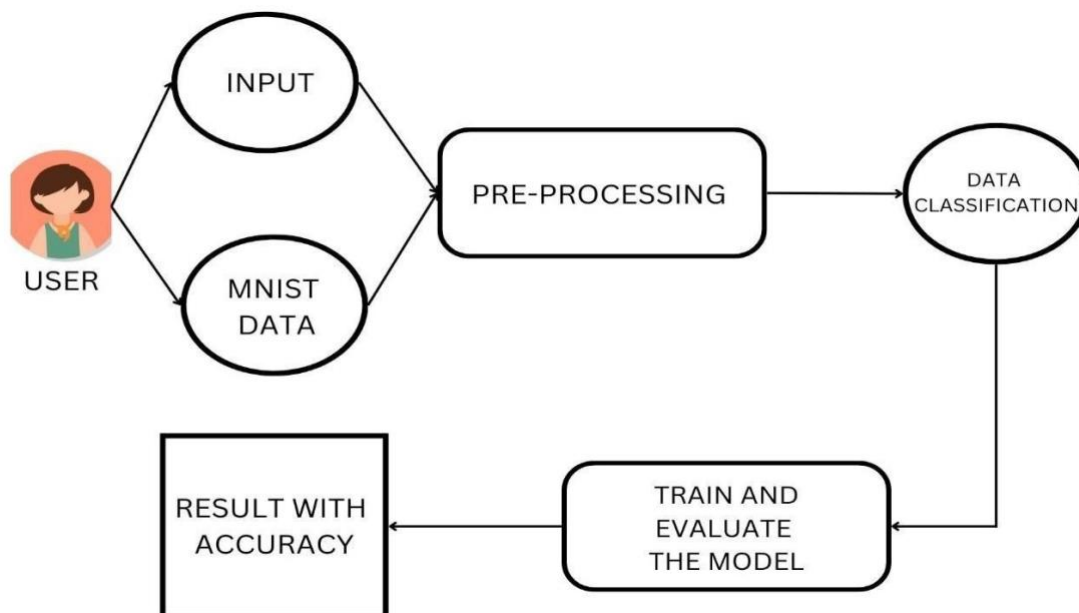 INPUT
USER
MNIST
DATA
PRE-PROCESSING
DATA
CLASSIFICATION
TRAIN AND
EVALUATE
THE MODEL
RESULT WITH
ACCURACY